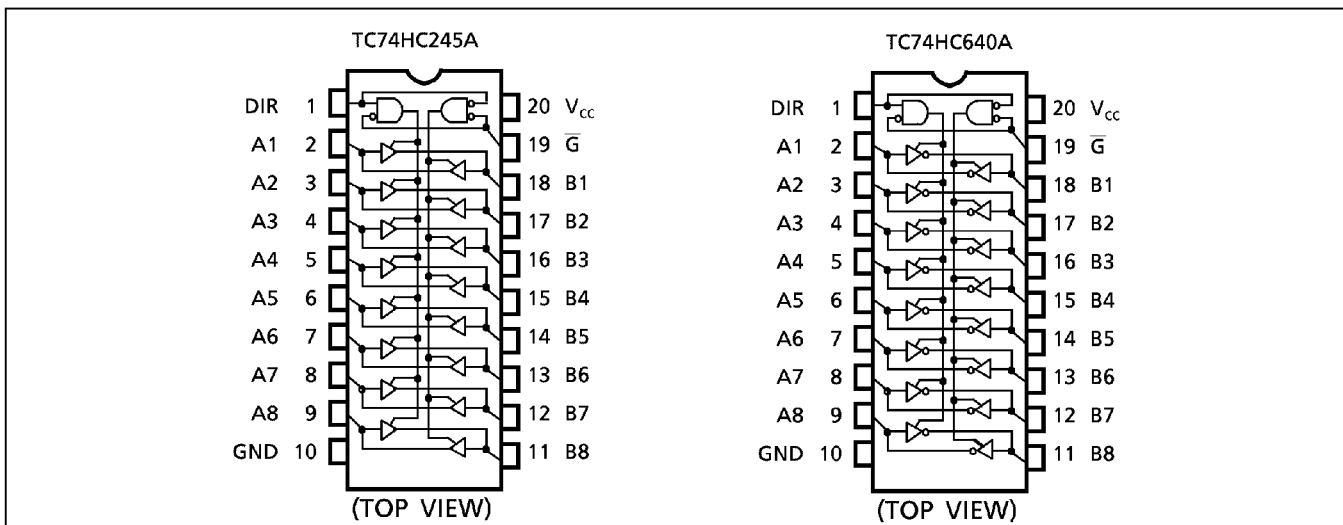 TC74HC245A
DIR 1 20 VCC
A1 2 19 G̅
A2 3 18 B1
A3 4 17 B2
A4 5 16 B3
A5 6 15 B4
A6 7 14 B5
A7 8 13 B6
A8 9 12 B7
GND 10 11 B8
(TOP VIEW)
TC74HC640A
DIR 1 20 VCC
A1 2 19 G̅
A2 3 18 B1
A3 4 17 B2
A4 5 16 B3
A5 6 15 B4
A6 7 14 B5
A7 8 13 B6
A8 9 12 B7
GND 10 11 B8
(TOP VIEW)